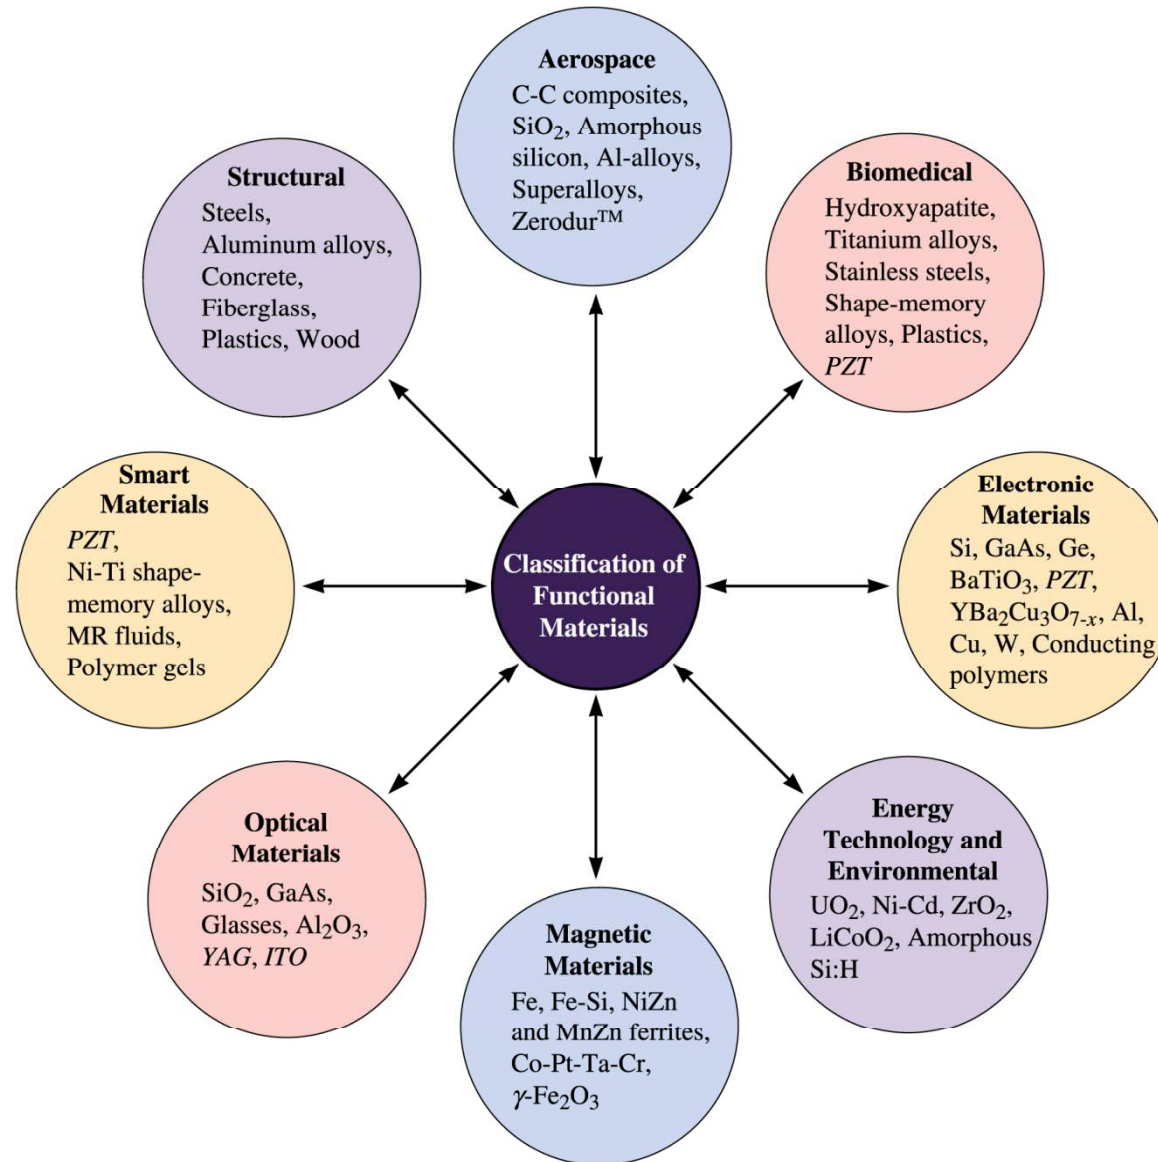 Aerospace
C-C composites,
SiO₂, Amorphous
silicon, Al-alloys,
Superalloys,
Zerodur™
Structural
Steels,
Aluminum alloys,
Concrete,
Fiberglass,
Plastics, Wood
Biomedical
Hydroxyapatite,
Titanium alloys,
Stainless steels,
Shape-memory
alloys, Plastics,
PZT
Smart
Materials
PZT,
Ni-Ti shape-
memory alloys,
MR fluids,
Polymer gels
Classification of
Functional
Materials
Electronic
Materials
Si, GaAs, Ge,
BaTiO₃, PZT,
YBa₂Cu₃O₇₋ₓ, Al,
Cu, W, Conducting
polymers
Optical
Materials
SiO₂, GaAs,
Glasses, Al₂O₃,
YAG, ITO
Magnetic
Materials
Fe, Fe-Si, NiZn
and MnZn ferrites,
Co-Pt-Ta-Cr,
γ-Fe₂O₃
Energy
Technology and
Environmental
UO₂, Ni-Cd, ZrO₂,
LiCoO₂, Amorphous
Si:H